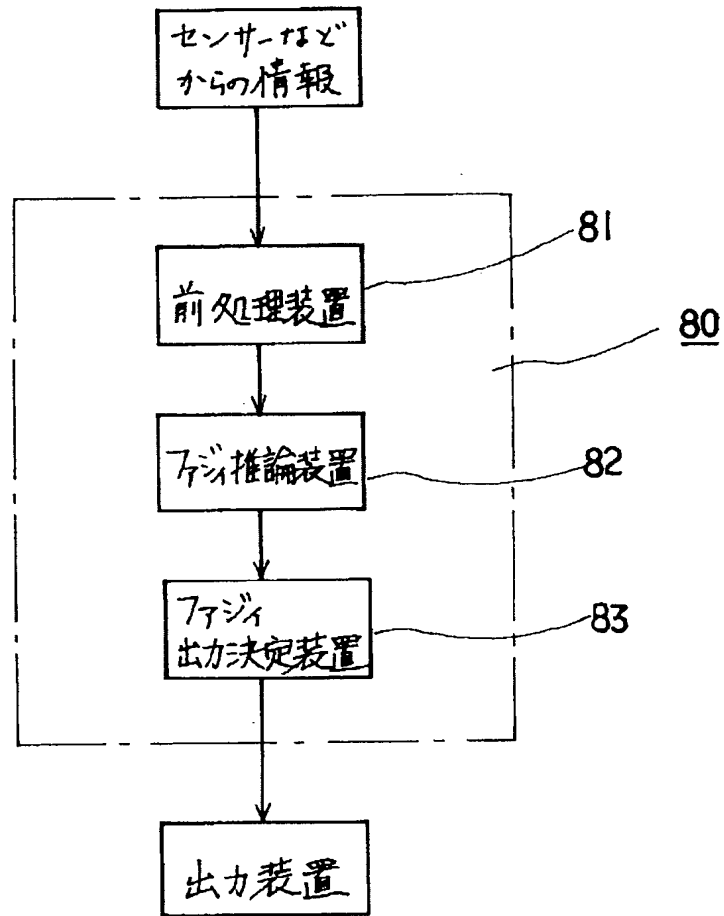 センサーなど
からの情報
81
前処理装置
80
ファジィ推論装置
82
ファジィ
出力決定装置
83
出力装置